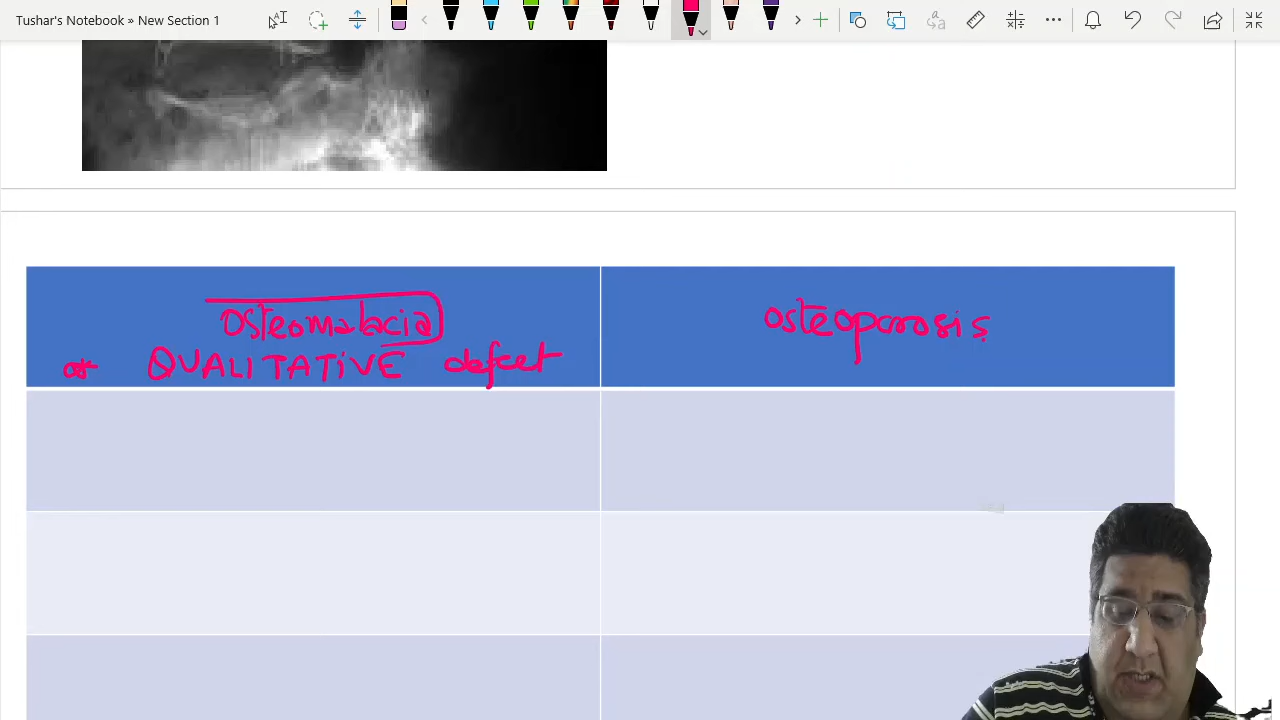 Tushar's Notebook » New Section 1
Osteomalacia
osteoporosis
* QUALITATIVE defect